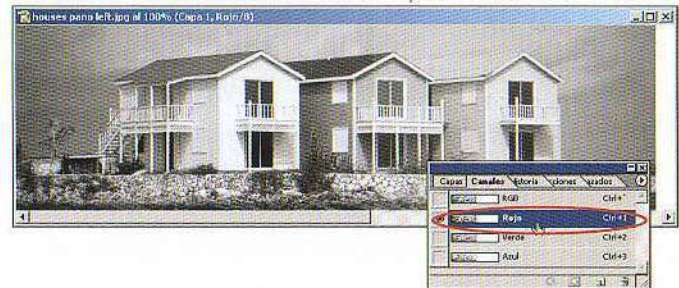 houses pano left.jpg al 100% (Capa 1, Rojo/8)
Capas Canales istoria ciones azados
RGB Ctrl+~
Rojo Ctrl+1
Verde Ctrl+2
Azul Ctrl+3